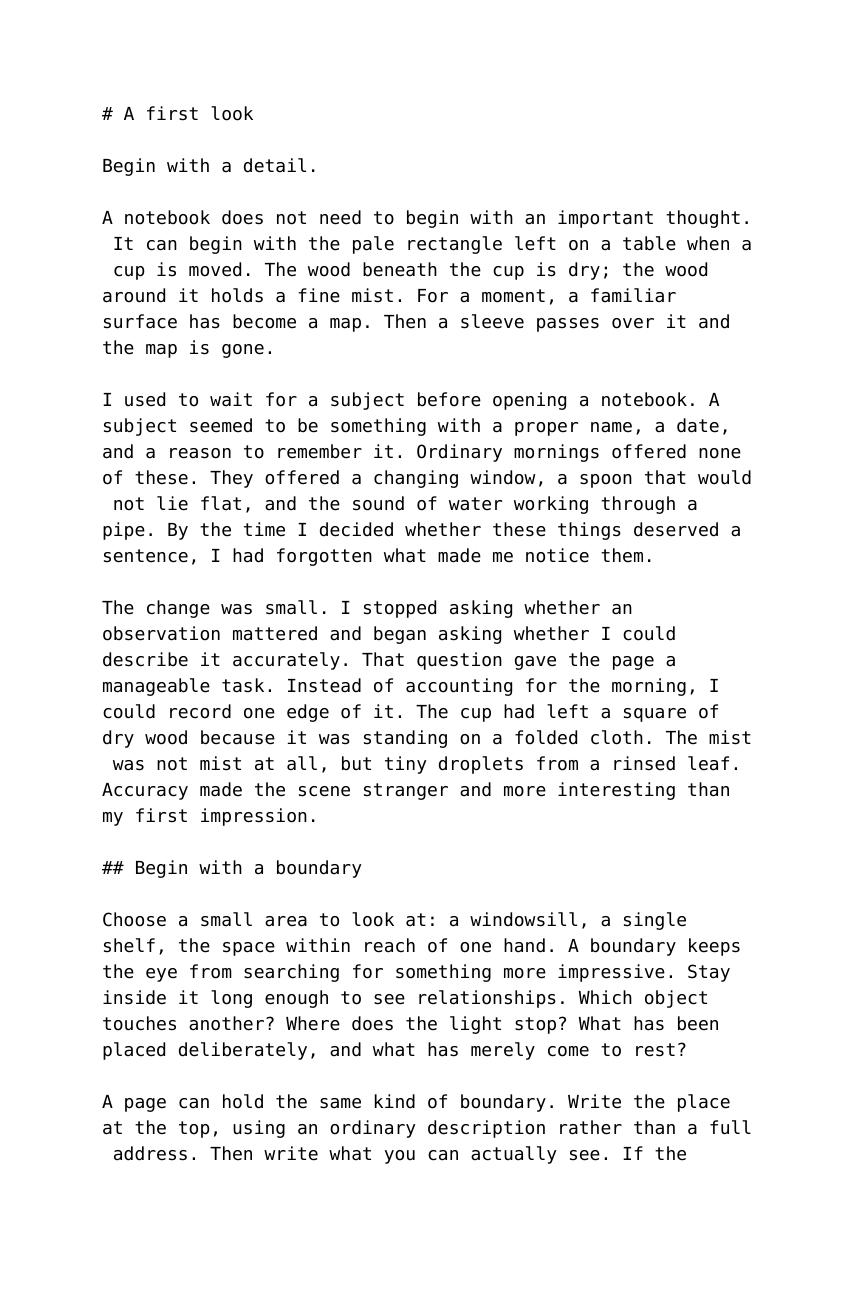 # A first look
Begin with a detail.
A notebook does not need to begin with an important thought.
It can begin with the pale rectangle left on a table when a
cup is moved. The wood beneath the cup is dry; the wood
around it holds a fine mist. For a moment, a familiar
surface has become a map. Then a sleeve passes over it and
the map is gone.
I used to wait for a subject before opening a notebook. A
subject seemed to be something with a proper name, a date,
and a reason to remember it. Ordinary mornings offered none
of these. They offered a changing window, a spoon that would
not lie flat, and the sound of water working through a
pipe. By the time I decided whether these things deserved a
sentence, I had forgotten what made me notice them.
The change was small. I stopped asking whether an
observation mattered and began asking whether I could
describe it accurately. That question gave the page a
manageable task. Instead of accounting for the morning, I
could record one edge of it. The cup had left a square of
dry wood because it was standing on a folded cloth. The mist
was not mist at all, but tiny droplets from a rinsed leaf.
Accuracy made the scene stranger and more interesting than
my first impression.
## Begin with a boundary
Choose a small area to look at: a windowsill, a single
shelf, the space within reach of one hand. A boundary keeps
the eye from searching for something more impressive. Stay
inside it long enough to see relationships. Which object
touches another? Where does the light stop? What has been
placed deliberately, and what has merely come to rest?
A page can hold the same kind of boundary. Write the place
at the top, using an ordinary description rather than a full
address. Then write what you can actually see. If the